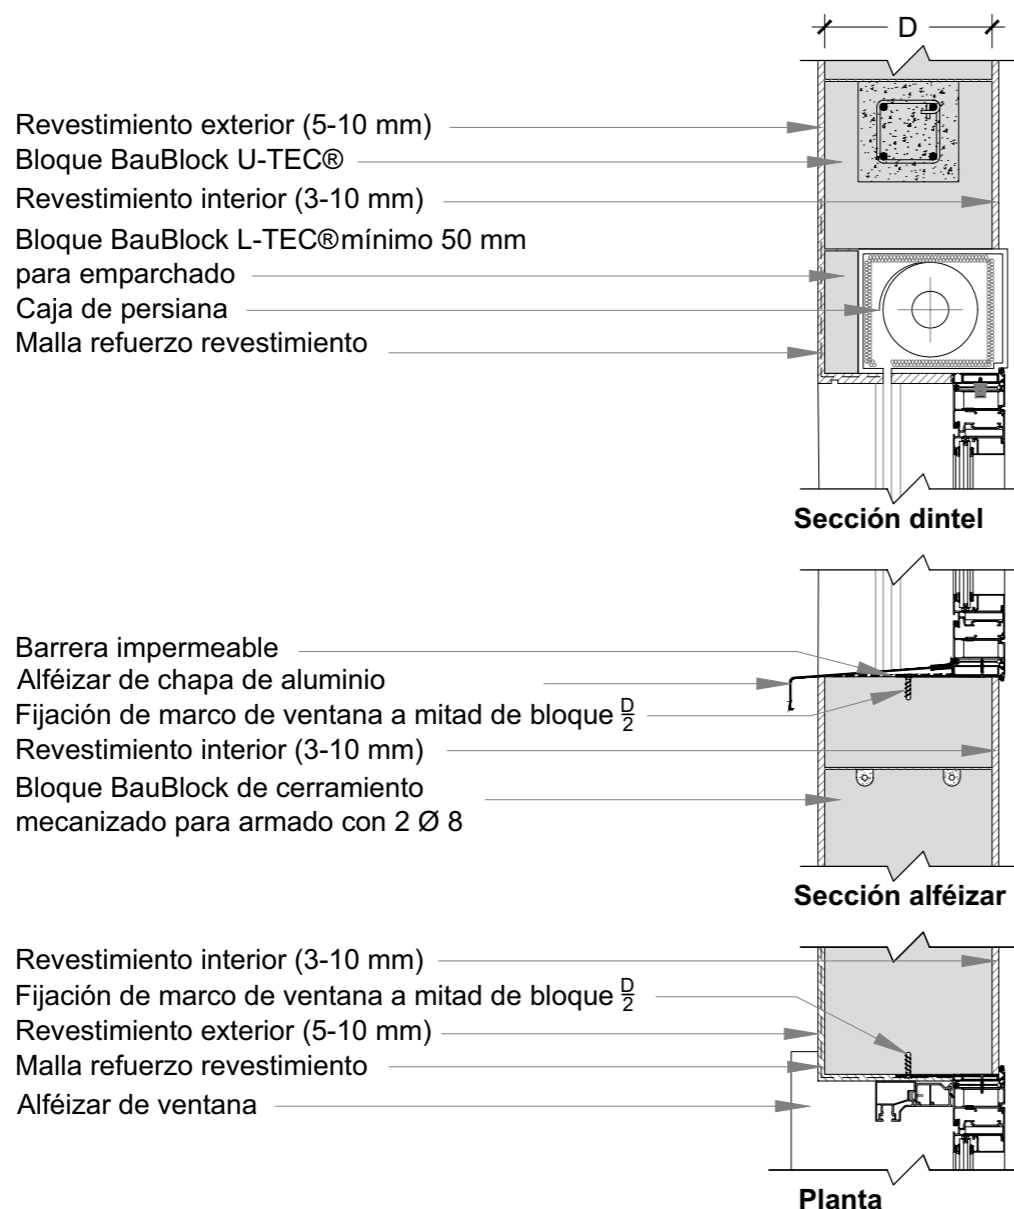 D
Revestimiento exterior (5-10 mm)
Bloque BauBlock U-TEC®
Revestimiento interior (3-10 mm)
Bloque BauBlock L-TEC®mínimo 50 mm
para emparchado
Caja de persiana
Malla refuerzo revestimiento
Sección dintel
Barrera impermeable
Alféizar de chapa de aluminio
Fijación de marco de ventana a mitad de bloque D/2
Revestimiento interior (3-10 mm)
Bloque BauBlock de cerramiento
mecanizado para armado con 2 Ø 8
Sección alféizar
Revestimiento interior (3-10 mm)
Fijación de marco de ventana a mitad de bloque D/2
Revestimiento exterior (5-10 mm)
Malla refuerzo revestimiento
Alféizar de ventana
Planta